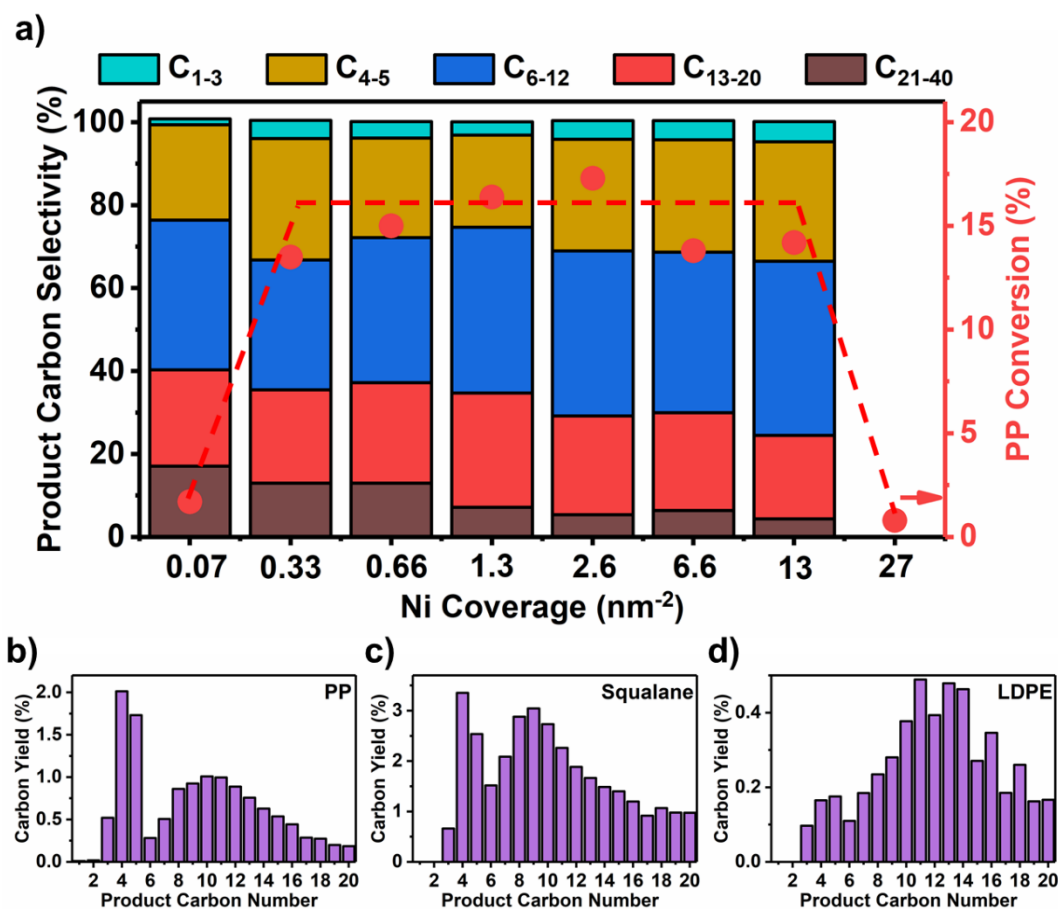 a)
C1-3 C4-5 C6-12 C13-20 C21-40
Product Carbon Selectivity (%)
100
80
60
40
20
0
20
15
10
5
0
PP Conversion (%)
0.07 0.33 0.66 1.3 2.6 6.6 13 27
Ni Coverage (nm-2)
b)
PP
Carbon Yield (%)
2.0
1.5
1.0
0.5
0.0
2 4 6 8 10 12 14 16 18 20
Product Carbon Number
c)
Squalane
Carbon Yield (%)
3
2
1
0
2 4 6 8 10 12 14 16 18 20
Product Carbon Number
d)
LDPE
Carbon Yield (%)
0.4
0.2
0.0
2 4 6 8 10 12 14 16 18 20
Product Carbon Number